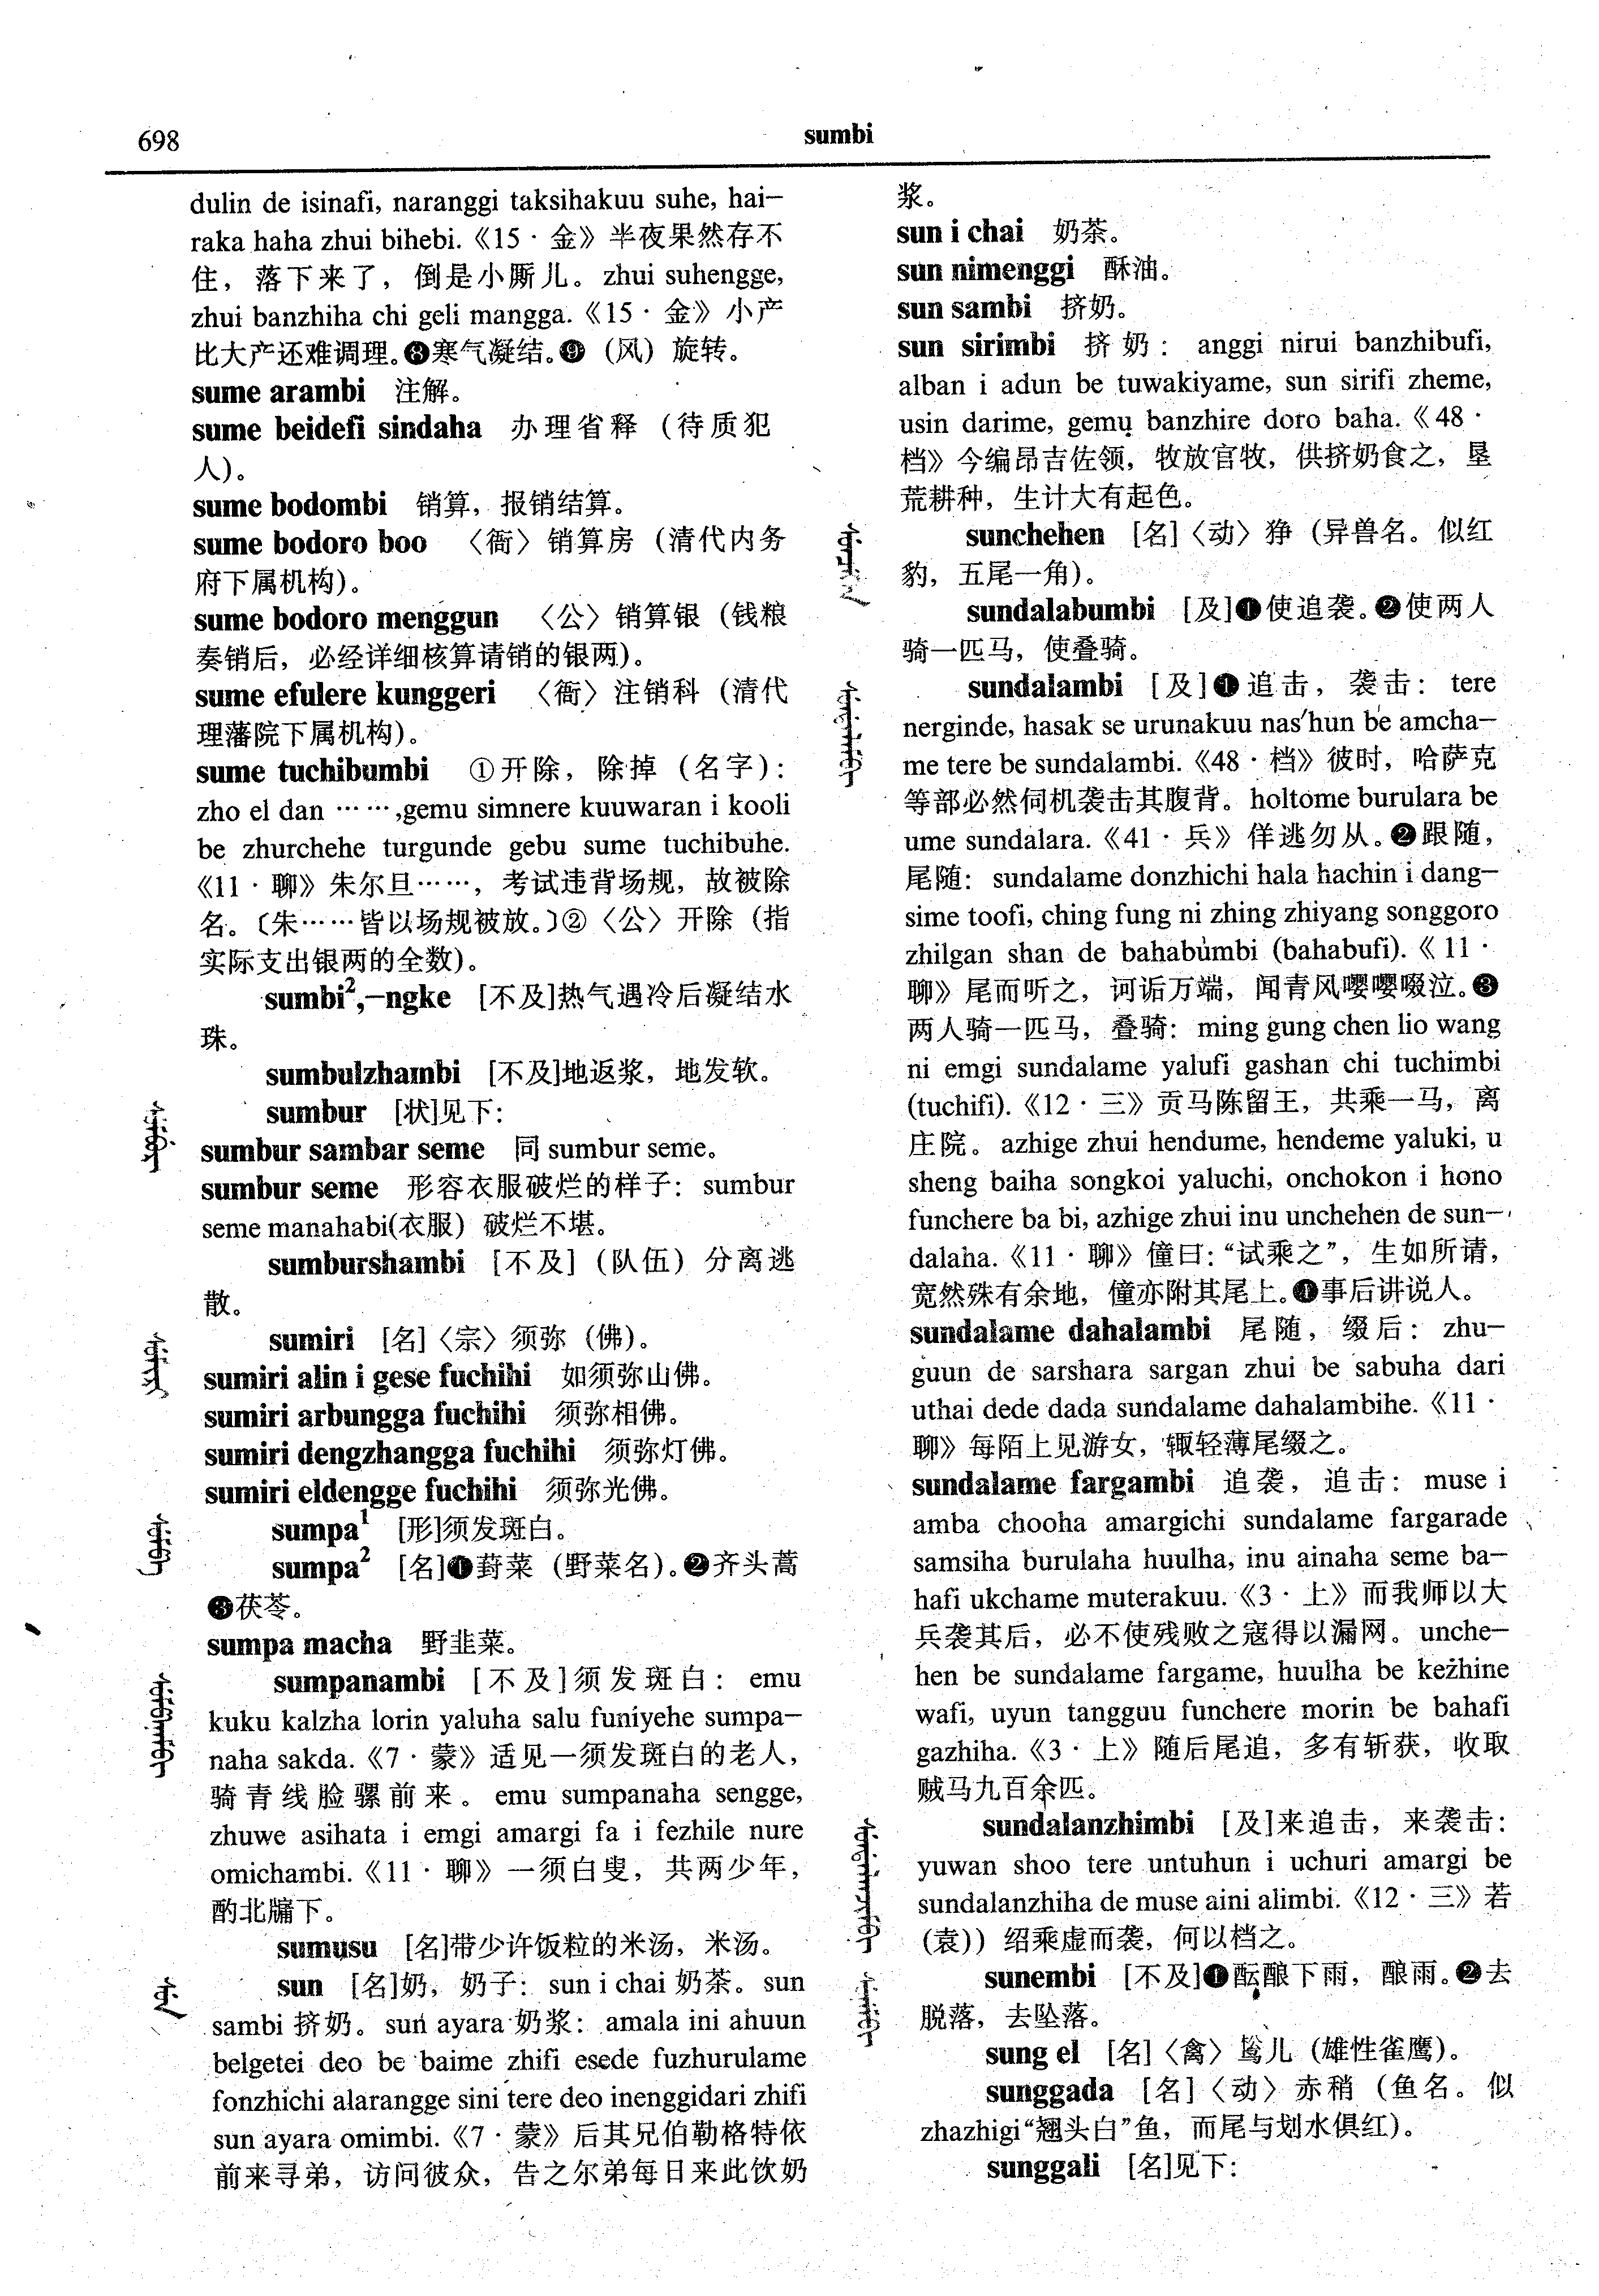 698
sumbi
dulin de isinafi, naranggi taksihakuu suhe, hai—
raka haha zhui bihebi.《15·金》半夜果然存不
住，落下来了，倒是小厮儿。zhui suhengge,
zhui banzhiha chi geli mangga.《15·金》小产
比大产还难调理。❽寒气凝结。❾（风）旋转。
sume arambi 注解。
sume beidefi sindaha 办理省释（待质犯
人）。
sume bodombi 销算，报销结算。
sume bodoro boo 〈衙〉销算房（清代内务
府下属机构）。
sume bodoro menggun 〈公〉销算银（钱粮
奏销后，必经详细核算请销的银两）。
sume efulere kunggeri 〈衙〉注销科（清代
理藩院下属机构）。
sume tuchibumbi ①开除，除掉（名字）：
zho el dan ……,gemu simnere kuuwaran i kooli
be zhurchehe turgunde gebu sume tuchibuhe.
《11·聊》朱尔旦……，考试违背场规，故被除
名。〔朱……皆以场规被放。〕②〈公〉开除（指
实际支出银两的全数）。
sumbi²,—ngke [不及]热气遇冷后凝结水
珠。
sumbulzhambi [不及]地返浆，地发软。
sumbur [状]见下：
sumbur sambar seme 同 sumbur seme。
sumbur seme 形容衣服破烂的样子：sumbur
seme manahabi(衣服）破烂不堪。
sumburshambi [不及]（队伍）分离逃
散。
sumiri [名]〈宗〉须弥（佛）。
sumiri alin i gese fuchihi 如须弥山佛。
sumiri arbungga fuchihi 须弥相佛。
sumiri dengzhangga fuchihi 须弥灯佛。
sumiri eldengge fuchihi 须弥光佛。
sumpa¹ [形]须发斑白。
sumpa² [名]❶葑菜（野菜名）。❷齐头蒿
❸茯苓。
sumpa macha 野韭菜。
sumpanambi [不及]须发斑白：emu
kuku kalzha lorin yaluha salu funiyehe sumpa—
naha sakda.《7·蒙》适见一须发斑白的老人，
骑青线脸骡前来。emu sumpanaha sengge,
zhuwe asihata i emgi amargi fa i fezhile nure
omichambi.《11·聊》一须白叟，共两少年，
酌北牖下。
sumusu [名]带少许饭粒的米汤，米汤。
sun [名]奶，奶子：sun i chai 奶茶。sun
sambi 挤奶。sun ayara 奶浆：amala ini ahuun
belgetei deo be baime zhifi esede fuzhurulame
fonzhichi alarangge sini tere deo inenggidari zhifi
sun ayara omimbi.《7·蒙》后其兄伯勒格特依
前来寻弟，访问彼众，告之尔弟每日来此饮奶
浆。
sun i chai 奶茶。
sun nimenggi 酥油。
sun sambi 挤奶。
sun sirimbi 挤奶：anggi nirui banzhibufi,
alban i adun be tuwakiyame, sun sirifi zheme,
usin darime, gemu banzhire doro baha.《48·
档》今编昂吉佐领，牧放官牧，供挤奶食之，垦
荒耕种，生计大有起色。
sunchehen [名]〈动〉狰（异兽名。似红
豹，五尾一角）。
sundalabumbi [及]❶使追袭。❷使两人
骑一匹马，使叠骑。
sundalambi [及]❶追击，袭击：tere
nerginde, hasak se urunakuu nas'hun be amcha—
me tere be sundalambi.《48·档》彼时，哈萨克
等部必然伺机袭击其腹背。holtome burulara be
ume sundalara.《41·兵》佯逃勿从。❷跟随，
尾随：sundalame donzhichi hala hachin i dang—
sime toofi, ching fung ni zhing zhiyang songgoro
zhilgan shan de bahabumbi (bahabufi).《11·
聊》尾而听之，诃诟万端，闻青风嘤嘤啜泣。❸
两人骑一匹马，叠骑：ming gung chen lio wang
ni emgi sundalame yalufi gashan chi tuchimbi
(tuchifi).《12·三》贡马陈留王，共乘一马，离
庄院。azhige zhui hendume, hendeme yaluki, u
sheng baiha songkoi yaluchi, onchokon i hono
funchere ba bi, azhige zhui inu unchehen de sun—
dalaha.《11·聊》僮曰：“试乘之”，生如所请，
宽然殊有余地，僮亦附其尾上。❹事后讲说人。
sundalame dahalambi 尾随，缀后：zhu—
guun de sarshara sargan zhui be sabuha dari
uthai dede dada sundalame dahalambihe.《11·
聊》每陌上见游女，辄轻薄尾缀之。
sundalame fargambi 追袭，追击：muse i
amba chooha amargichi sundalame fargarade
samsiha burulaha huulha, inu ainaha seme ba—
hafi ukchame muterakuu.《3·上》而我师以大
兵袭其后，必不使残败之寇得以漏网。unche—
hen be sundalame fargame, huulha be kezhine
wafi, uyun tangguu funchere morin be bahafi
gazhiha.《3·上》随后尾追，多有斩获，收取
贼马九百余匹。
sundalanzhimbi [及]来追击，来袭击：
yuwan shoo tere untuhun i uchuri amargi be
sundalanzhiha de muse aini alimbi.《12·三》若
（袁））绍乘虚而袭，何以档之。
sunembi [不及]❶酝酿下雨，酿雨。❷去
脱落，去坠落。
sung el [名]〈禽〉鸴儿（雄性雀鹰）。
sunggada [名]〈动〉赤稍（鱼名。似
zhazhigi“翘头白”鱼，而尾与划水俱红）。
sunggali [名]见下：